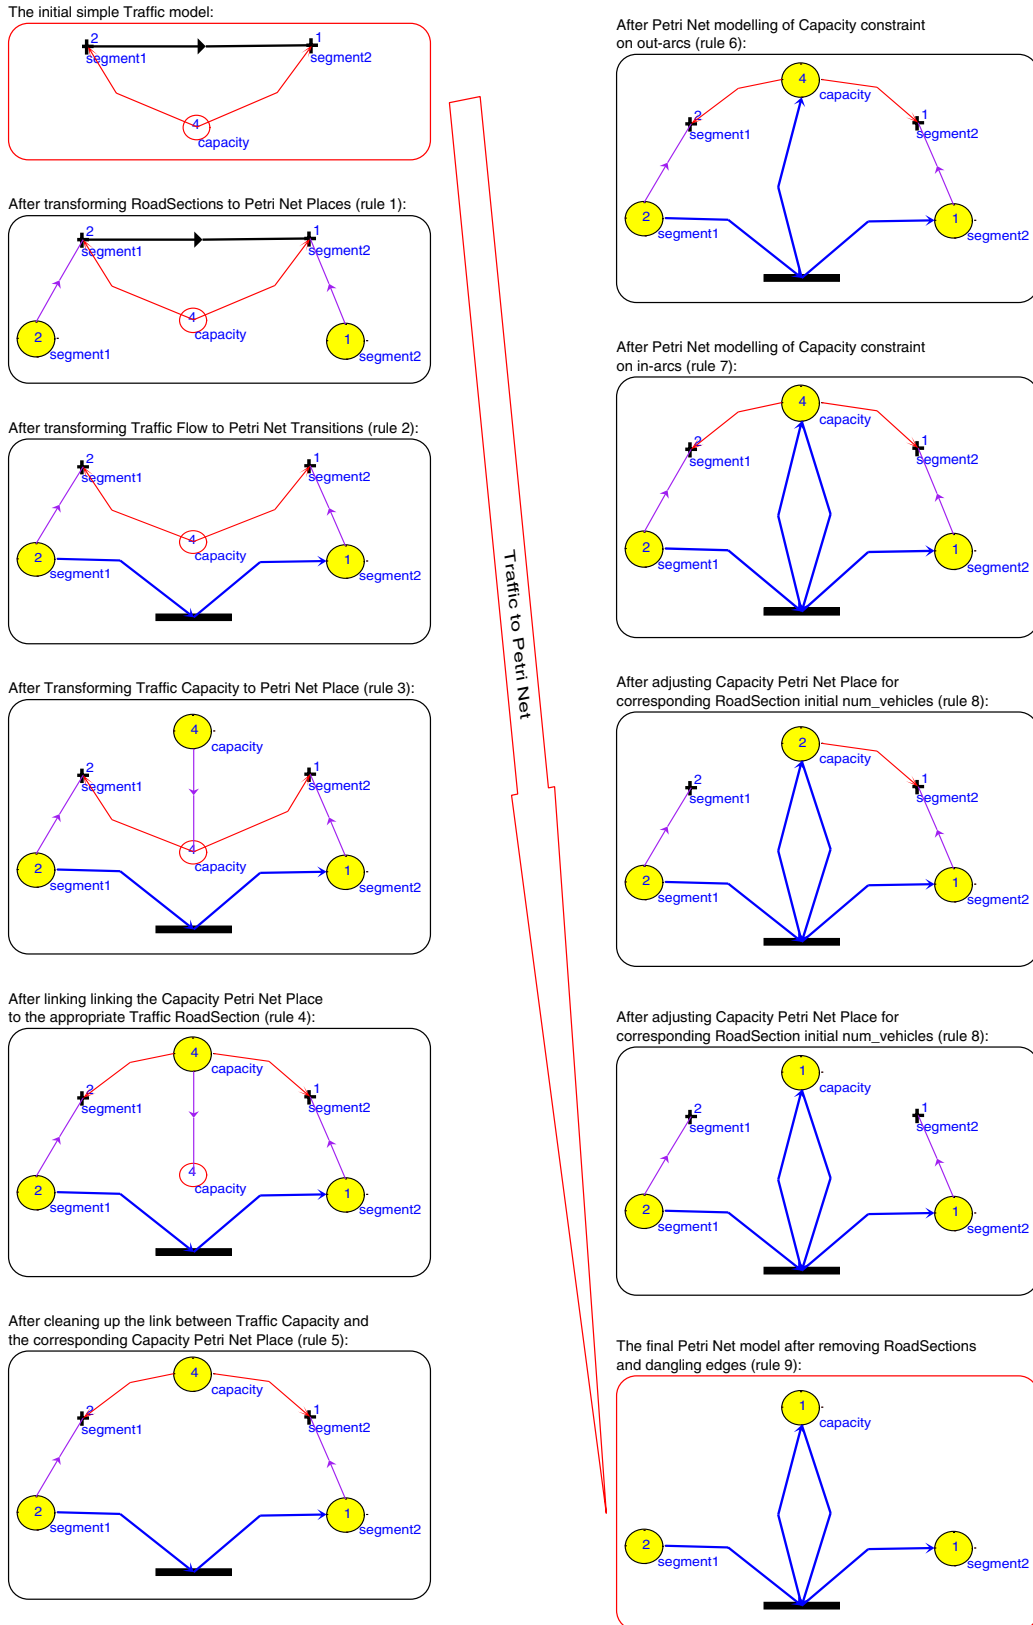 The initial simple Traffic model:
2
segment1
1
segment2
4
capacity
After transforming RoadSections to Petri Net Places (rule 1):
2
segment1
1
segment2
4
capacity
2
segment1
1
segment2
After transforming Traffic Flow to Petri Net Transitions (rule 2):
2
segment1
1
segment2
4
capacity
2
segment1
1
segment2
After Transforming Traffic Capacity to Petri Net Place (rule 3):
4
capacity
2
segment1
1
segment2
4
capacity
2
segment1
1
segment2
After linking linking the Capacity Petri Net Place
to the appropriate Traffic RoadSection (rule 4):
4
capacity
2
segment1
1
segment2
4
capacity
2
segment1
1
segment2
After cleaning up the link between Traffic Capacity and
the corresponding Capacity Petri Net Place (rule 5):
4
capacity
2
segment1
1
segment2
2
segment1
1
segment2
Traffic to Petri Net
After Petri Net modelling of Capacity constraint
on out-arcs (rule 6):
4
capacity
2
segment1
1
segment2
2
segment1
1
segment2
After Petri Net modelling of Capacity constraint
on in-arcs (rule 7):
4
capacity
2
segment1
1
segment2
2
segment1
1
segment2
After adjusting Capacity Petri Net Place for
corresponding RoadSection initial num_vehicles (rule 8):
2
capacity
2
segment1
1
segment2
2
segment1
1
segment2
After adjusting Capacity Petri Net Place for
corresponding RoadSection initial num_vehicles (rule 8):
1
capacity
2
segment1
1
segment2
2
segment1
1
segment2
The final Petri Net model after removing RoadSections
and dangling edges (rule 9):
1
capacity
2
segment1
1
segment2